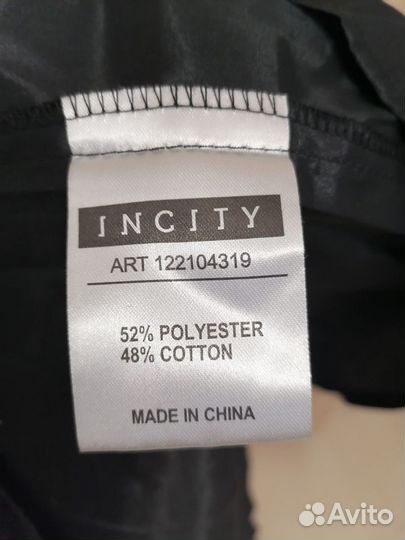 INCITY
ART 122104319
52% POLYESTER
48% COTTON
MADE IN CHINA
Avito